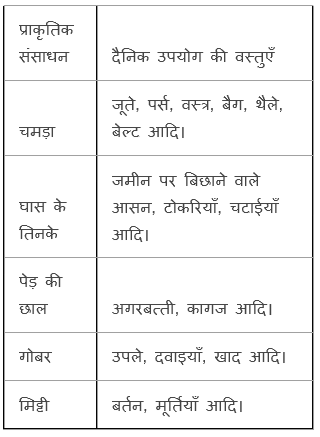 प्राकृतिक
संसाधन
दैनिक उपयोग की वस्तुएँ
चमड़ा
जूते, पर्स, वस्त्र, बैग, थैले,
बेल्ट आदि।
घास के
तिनके
जमीन पर बिछाने वाले
आसन, टोकरियाँ, चटाईयाँ
आदि।
पेड़ की
छाल
अगरबत्ती, कागज आदि।
गोबर
उपले, दवाइयाँ, खाद आदि।
मिट्टी
बर्तन, मूर्तियाँ आदि।